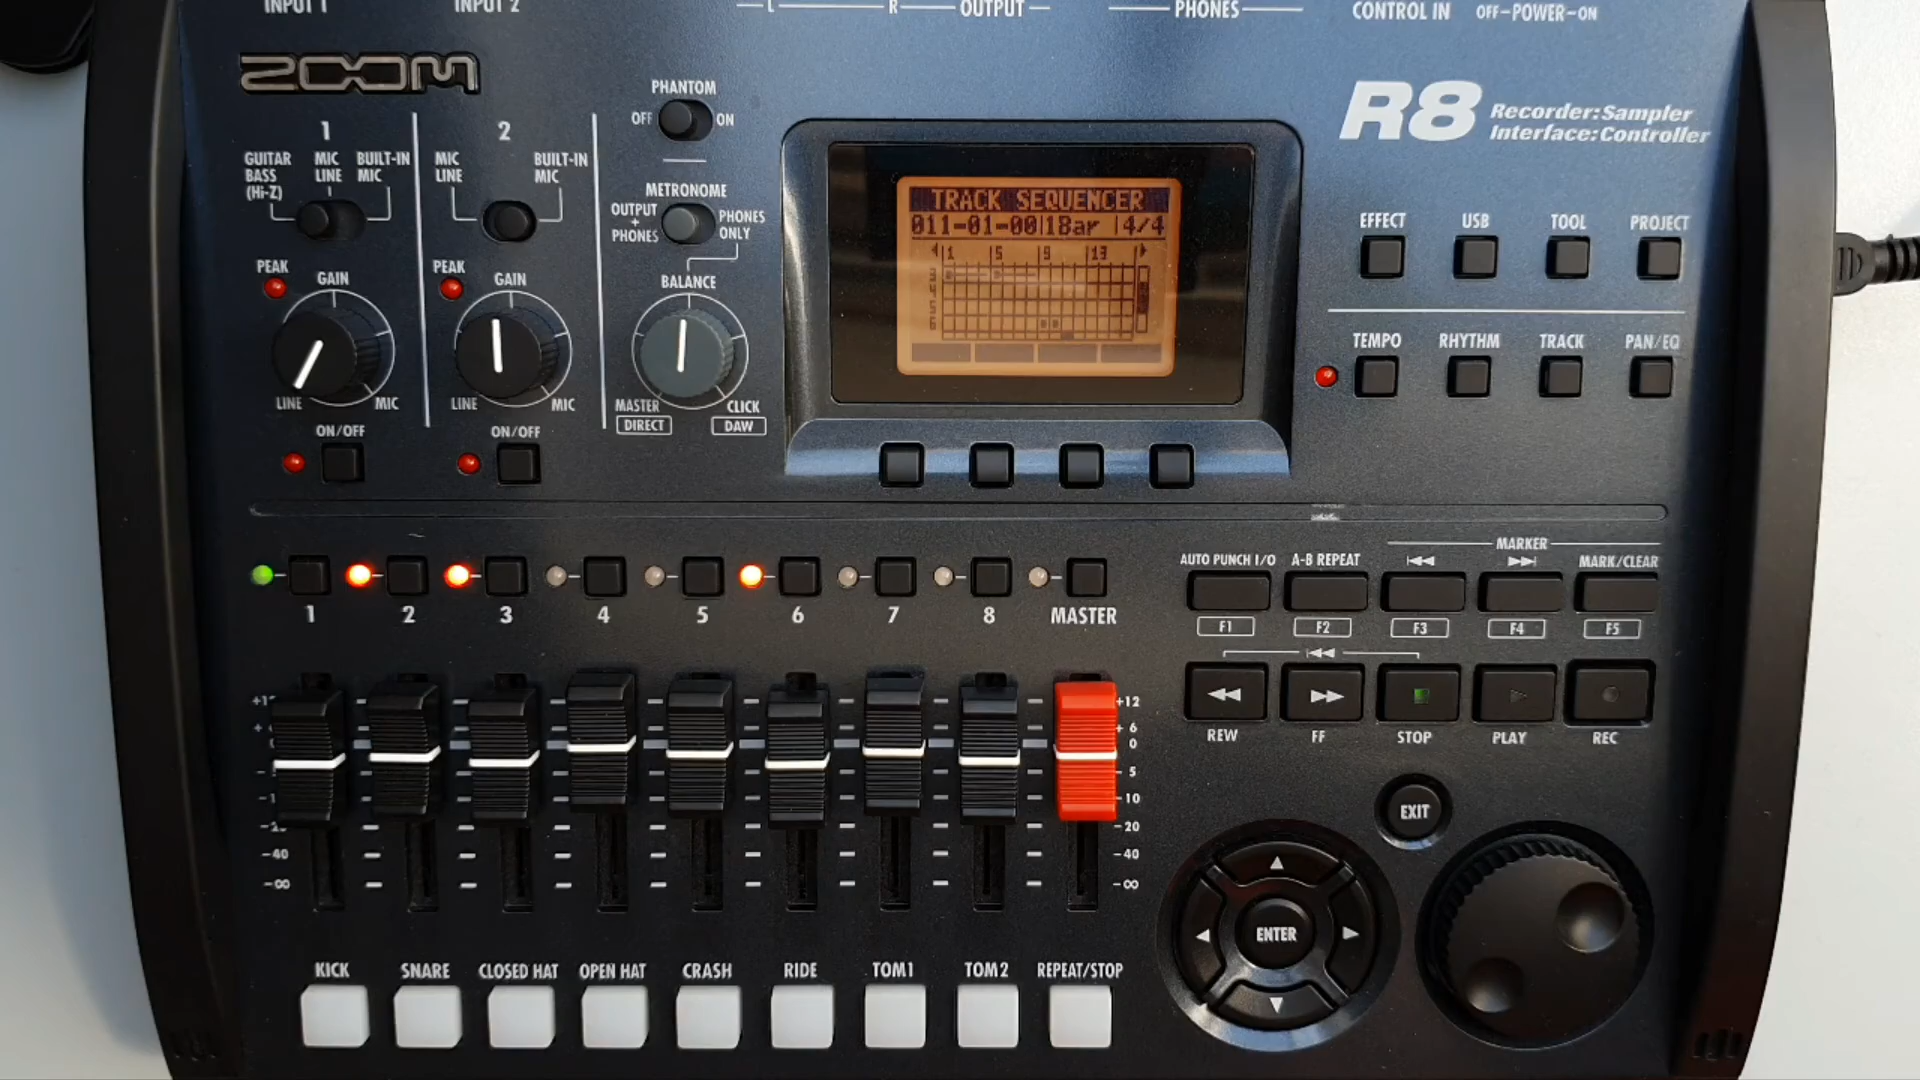 INPUT 1 INPUT 2 L R OUTPUT PHONES CONTROL IN OFF-POWER-ON
ZOOM
R8 Recorder:Sampler
Interface:Controller
PHANTOM
OFF ON
1 2
GUITAR
BASS
(Hi-Z)
MIC
LINE
BUILT-IN
MIC
MIC
LINE
BUILT-IN
MIC
METRONOME
OUTPUT
+
PHONES
PHONES
ONLY
PEAK GAIN
LINE MIC
PEAK GAIN
LINE MIC
BALANCE
MASTER CLICK
DIRECT DAW
ON/OFF ON/OFF
TRACK SEQUENCER
011-01-00 1Bar 4/4
1 5 9 13
EFFECT USB TOOL PROJECT
TEMPO RHYTHM TRACK PAN/EQ
1 2 3 4 5 6 7 8 MASTER
MARKER
AUTO PUNCH I/O A-B REPEAT MARK/CLEAR
F1 F2 F3 F4 F5
REW FF STOP PLAY REC
+12
+6
0
5
-10
-20
-40 -40
-∞ -∞
EXIT
ENTER
KICK SNARE CLOSED HAT OPEN HAT CRASH RIDE TOM1 TOM2 REPEAT/STOP